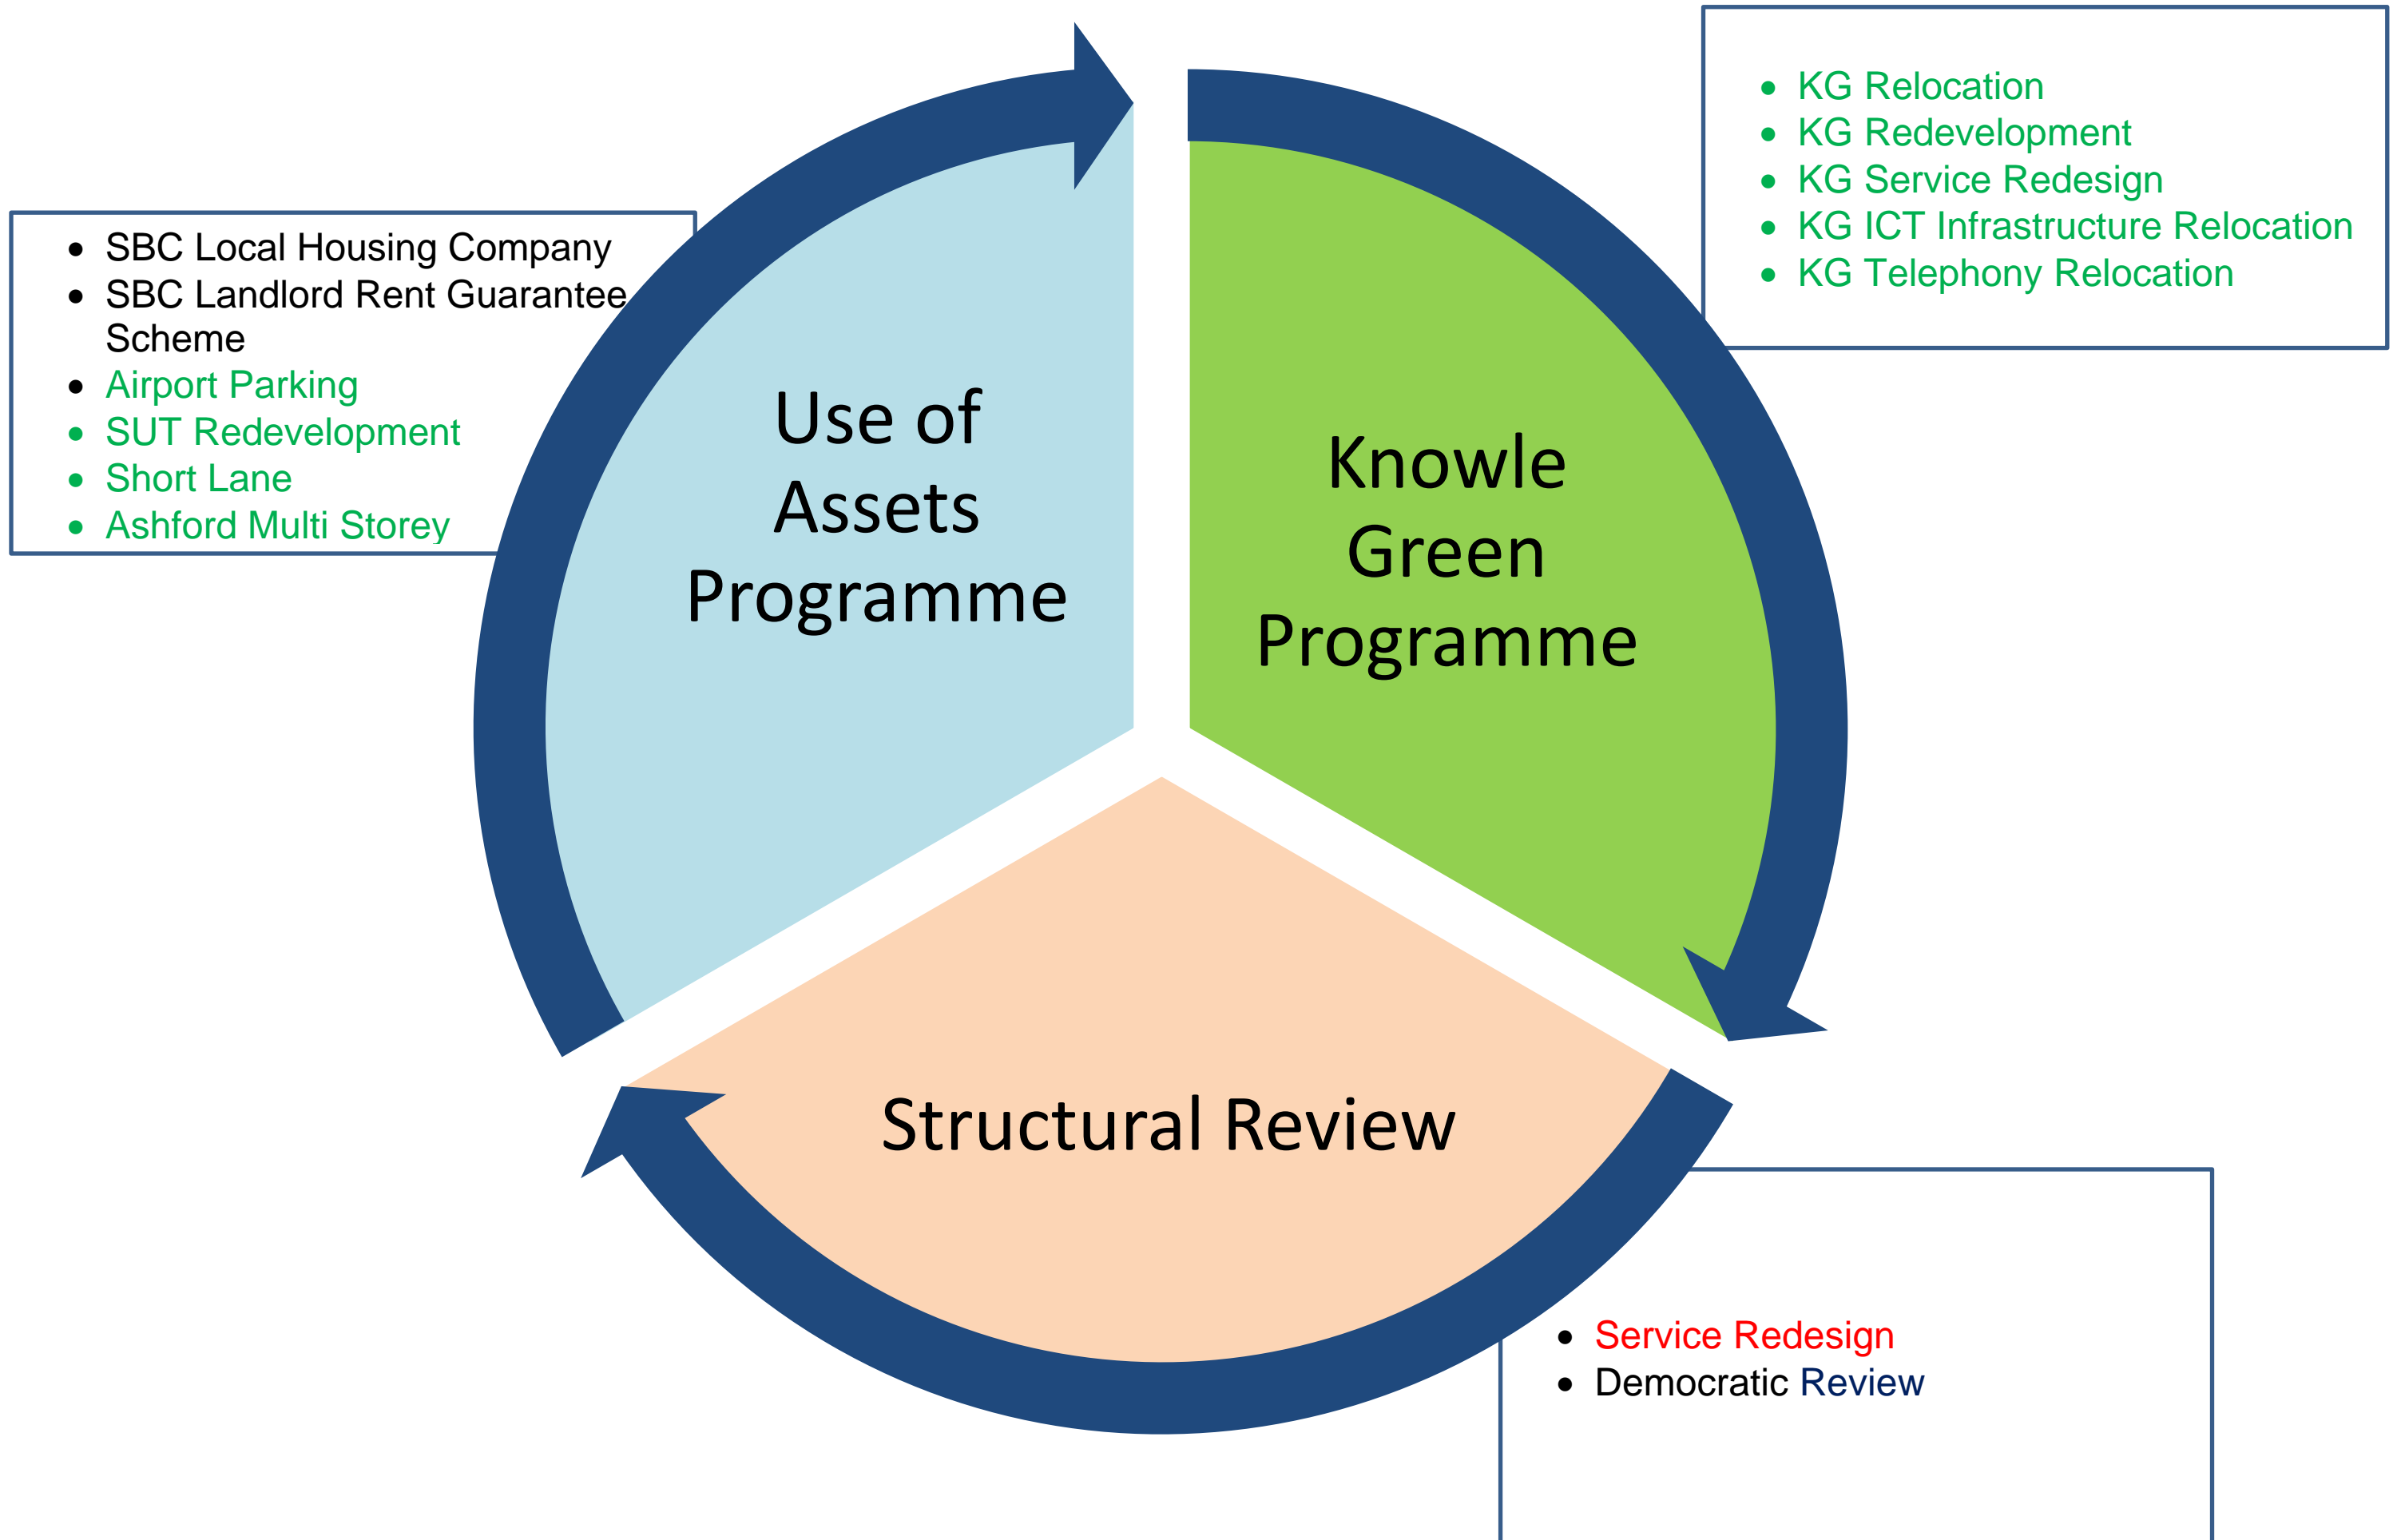 • KG Relocation
• KG Redevelopment
• KG Service Redesign
• KG ICT Infrastructure Relocation
• KG Telephony Relocation
• SBC Local Housing Company
• SBC Landlord Rent Guarantee
Scheme
• Airport Parking
• SUT Redevelopment
• Short Lane
• Ashford Multi Storey
Use of
Assets
Programme
Knowle
Green
Programme
Structural Review
• Service Redesign
• Democratic Review